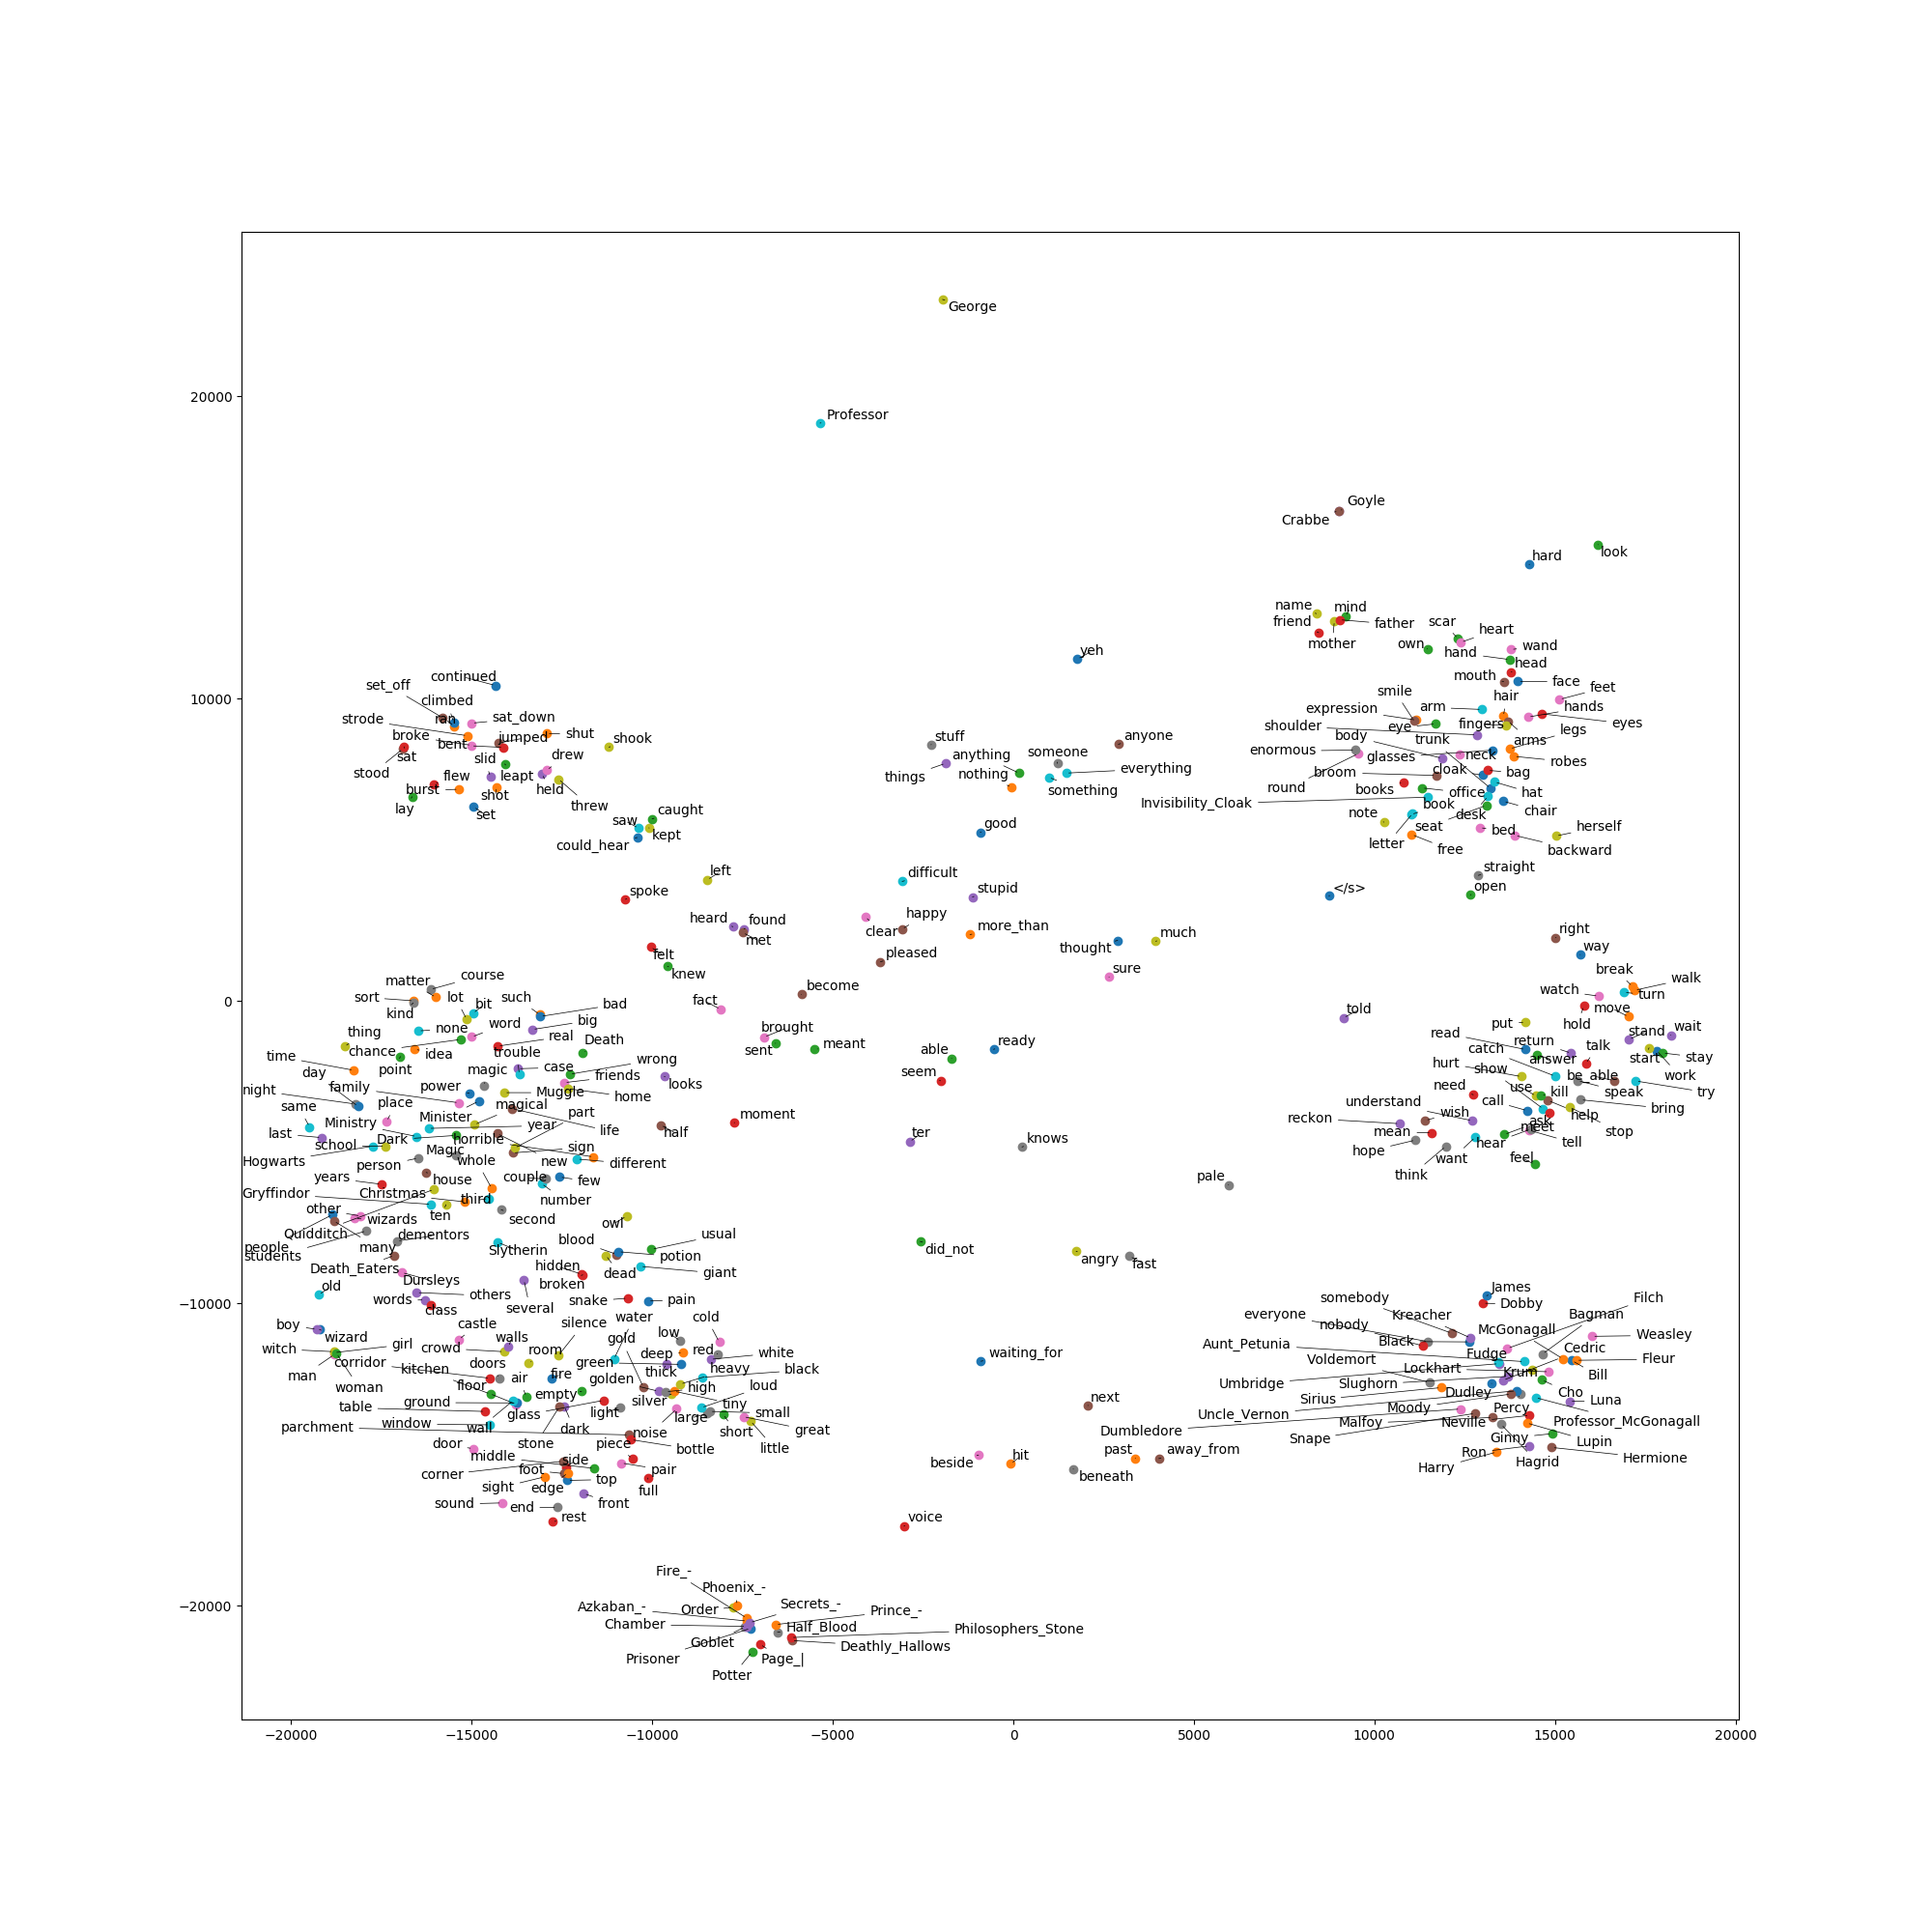 George
20000
Professor
Goyle
Crabbe
look
hard
name
mind
friend
father
mother
scar
heart
own
hand
wand
head
yeh
mouth
face
feet
continued
set_off
climbed
10000
smile
hair
strode
ran
sat_down
expression
arm
hands
eye
fingers
eyes
broke
bent
jumped
shut
shook
shoulder
legs
stuff
anyone
body
trunk
arms
stood
sat
slid
drew
anything
someone
enormous
glasses
neck
robes
things
nothing
everything
round
broom
cloak
bag
burst
flew
leapt
held
something
books
office
hat
lay
shot
threw
Invisibility_Cloak
book
chair
set
caught
note
desk
saw
kept
good
letter
seat
bed
herself
could_hear
free
backward
left
difficult
straight
spoke
stupid
</s>
open
heard
found
happy
met
clear
more_than
thought
much
right
felt
pleased
way
knew
sure
break
walk
matter
course
become
watch
turn
sort
lot
such
bad
0
kind
bit
fact
told
hold
move
thing
none
word
big
put
stand
wait
chance
idea
real
Death
brought
read
return
talk
trouble
sent
meant
ready
catch
answer
start
stay
time
point
magic
case
wrong
able
hurt
show
be_able
work
day
looks
seem
friends
need
use
kill
speak
try
night
family
power
Muggle
home
call
help
bring
same
place
magical
part
moment
understand
wish
ask
stop
Ministry
Minister
year
life
half
reckon
mean
meet
last
school
Dark
horrible
sign
ter
knows
hope
hear
tell
Hogwarts
person
Magic
whole
new
different
think
want
feel
years
house
couple
few
pale
Gryffindor
Christmas
third
number
other
wizards
ten
second
owl
Quidditch
dementors
blood
usual
people
many
students
Slytherin
potion
did_not
angry
fast
Death_Eaters
hidden
dead
giant
old
Dursleys
others
broken
words
class
several
snake
pain
James
−10000
Dobby
castle
silence
water
cold
somebody
Kreacher
Bagman
Filch
boy
wizard
walls
gold
low
everyone
nobody
McGonagall
Weasley
witch
girl
crowd
room
deep
red
white
Aunt_Petunia
Black
Fudge
Cedric
man
corridor
doors
green
waiting_for
Voldemort
Lockhart
Krum
Bill
Fleur
woman
kitchen
air
fire
golden
thick
heavy
black
Umbridge
Slughorn
floor
empty
silver
high
loud
Sirius
Dudley
Cho
Luna
table
ground
glass
light
tiny
small
next
Uncle_Vernon
Moody
Percy
parchment
window
wall
dark
noise
large
short
great
Dumbledore
Malfoy
Neville
Professor_McGonagall
door
stone
piece
bottle
little
Snape
Ginny
Lupin
middle
side
pair
beside
hit
past
away_from
Ron
Hagrid
Hermione
corner
foot
top
full
beneath
Harry
sight
edge
front
sound
end
rest
voice
Fire_-
Phoenix_-
Azkaban_-
Order
Secrets_-
Prince_-
−20000
Chamber
Half_Blood
Philosophers_Stone
Goblet
Deathly_Hallows
Prisoner
Page_|
Potter
−20000 −15000 −10000 −5000 0 5000 10000 15000 20000